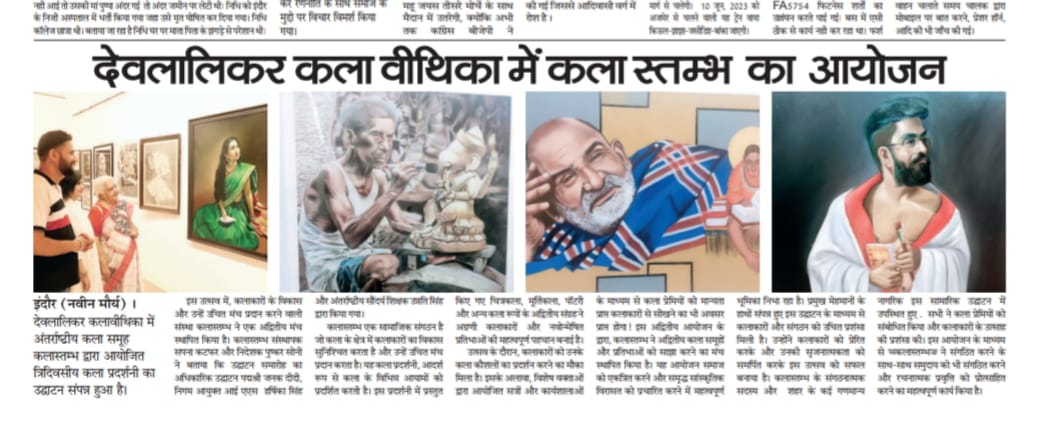 नही आई तो उसकी मां पुष्पा अंदर गई तो अंदर जमीन पर लेटी थी। निधि को इंदौर
के निजी अस्पताल में भर्ती किया गया जहा उसे मृत घोषित कर दिया गया। निधि
कॉलेज छात्रा थी। बताया जा रहा है निधि घर पर माता पिता के झगड़े से परेशान थी।
मुद्दो पर विचार विमर्श किया
गया।
महू जयस तीसरे मोर्चे के साथ
मैदान में उतरेगी, क्योंकि अभी
तक कांग्रेस बीजेपी ने
की गई जिससे आदिवासी वर्ग में
रोश है।
मार्ग से चलेगी। 10 जून, 2023 को
अजमेर से चलने वाली यह ट्रेन वाया
किऊल-झाझा-जसीडिह-बांका जाएगी।
FA5754 फिटनेस शर्तो का
उल्लंघन करते पाई गई। बस में एसी
ठीक से कार्य नही कर रहा था। फर्श
वाहन चलाते समय चालक द्वारा
मोबाइल पर बात करने, प्रेशर हॉर्न,
आदि की भी जाँच की गई।
देवलालिकर कला वीथिका में कला स्तम्भ का आयोजन
इंदौर (नवीन मौर्य) ।
देवलालिकर कलावीथिका में
अंतर्राष्ट्रीय कला समूह
कलास्तम्भ द्वारा आयोजित
त्रिदिवसीय कला प्रदर्शनी का
उद्घाटन संपन्न हुआ है।
इस उत्सव में, कलाकारों के विकास
और उन्हें उचित मंच प्रदान करने वाली
संस्था कलास्तम्भ ने एक अद्वितीय मंच
स्थापित किया है। कलास्तम्भ संस्थापक
सपना कटफर और निदेशक पुष्कर सोनी
ने बताया कि उद्घाटन समारोह का
अधिकारिक उद्घाटन पद्मश्री जनक दीदी,
निगम आयुक्त आई एएस हर्षिका सिंह
और अंतर्राष्ट्रीय सौंदर्य शिक्षक उन्नति सिंह
द्वारा किया गया।
कलास्तम्भ एक सामाजिक संगठन है
जो कला के क्षेत्र में कलाकारों का विकास
सुनिश्चित करता है और उन्हें उचित मंच
प्रदान करता है। यह कला प्रदर्शनी, आदर्श
रूप से कला के विभिन्न आयामों को
प्रदर्शित करती है। इस प्रदर्शनी में प्रस्तुत
किए गए चित्रकला, मूर्तिकला, पॉटरी
और अन्य कला रूपों के अद्वितीय संग्रह ने
अग्रणी कलाकारों और नवोन्मेषित
प्रतिभाओं की महत्वपूर्ण पहचान बनाई है।
उत्सव के दौरान, कलाकारों को उनके
कला कौशलों का प्रदर्शन करने का मौका
मिला है। इसके अलावा, विशेष वक्ताओं
द्वारा आयोजित सत्रों और कार्यशालाओं
के माध्यम से कला प्रेमियों को मान्यता
प्राप्त कलाकारों से सीखने का भी अवसर
प्राप्त होगा। इस अद्वितीय आयोजन के
द्वारा, कलास्तम्भ ने अद्वितीय कला समूहों
और प्रतिभाओं को साझा करने का मंच
स्थापित किया है। यह आयोजन समाज
को एकत्रित करने और समृद्ध सांस्कृतिक
विरासत को प्रचारित करने में महत्वपूर्ण
भूमिका निभा रहा है। प्रमुख मेहमानों के
हाथों संपन्न हुए इस उद्घाटन के माध्यम से
कलाकारों और संगठन को उचित प्रशंसा
मिली है। उन्होंने कलाकारों को प्रेरित
करके और उनकी सृजनात्मकता को
समर्पित करके इस उत्सव को सफल
बनाया है। कलास्तम्भ के संगठनात्मक
सदस्य और शहर के कई गणमान्य
नागरिक इस सामारिक उद्घाटन में
उपस्थित हुए . सभी ने कला प्रेमियों को
संबोधित किया और कलाकारों के उत्साह
की प्रशंसा की। इस आयोजन के माध्यम
से च्कलास्तम्भज ने संगठित करने के
साथ-साथ समुदाय को भी संगठित करने
और रचनात्मक प्रवृत्ति को प्रोत्साहित
करने का महत्वपूर्ण कार्य किया है।